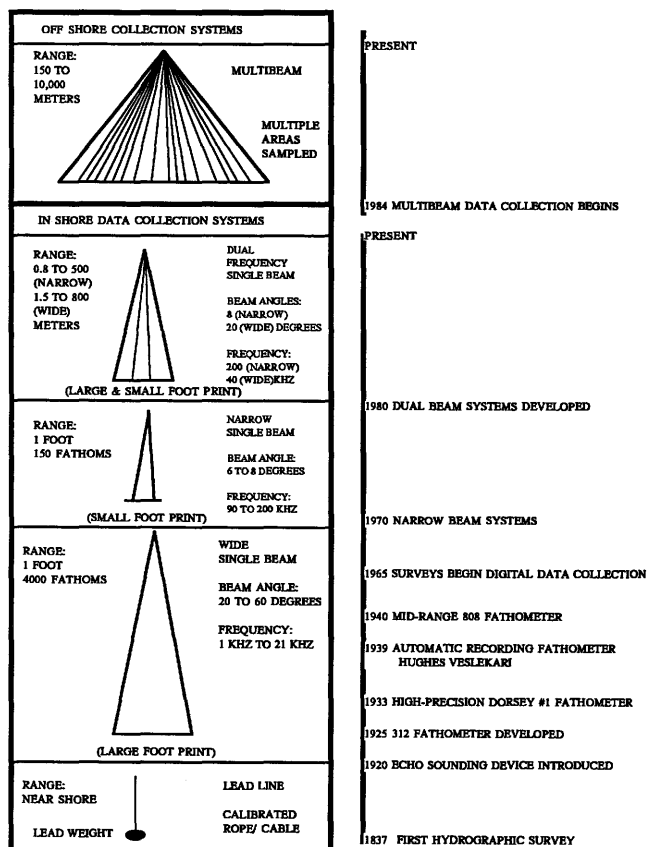 OFF SHORE COLLECTION SYSTEMS
RANGE:
150 TO
10,000
METERS
MULTIBEAM
MULTIPLE
AREAS
SAMPLED
IN SHORE DATA COLLECTION SYSTEMS
RANGE:
0.8 TO 500
(NARROW)
1.5 TO 800
(WIDE)
METERS
DUAL
FREQUENCY
SINGLE BEAM
BEAM ANGLES:
8 (NARROW)
20 (WIDE) DEGREES
FREQUENCY:
200 (NARROW)
40 (WIDE)KHZ
(LARGE & SMALL FOOT PRINT)
RANGE:
1 FOOT
150 FATHOMS
NARROW
SINGLE BEAM
BEAM ANGLE:
6 TO 8 DEGREES
FREQUENCY:
90 TO 200 KHZ
(SMALL FOOT PRINT)
RANGE:
1 FOOT
4000 FATHOMS
WIDE
SINGLE BEAM
BEAM ANGLE:
20 TO 60 DEGREES
FREQUENCY:
1 KHZ TO 21 KHZ
(LARGE FOOT PRINT)
RANGE:
NEAR SHORE
LEAD WEIGHT
LEAD LINE
CALIBRATED
ROPE/ CABLE
PRESENT
1984 MULTIBEAM DATA COLLECTION BEGINS
PRESENT
1980 DUAL BEAM SYSTEMS DEVELOPED
1970 NARROW BEAM SYSTEMS
1965 SURVEYS BEGIN DIGITAL DATA COLLECTION
1940 MID-RANGE 808 FATHOMETER
1939 AUTOMATIC RECORDING FATHOMETER
HUGHES VESLEKARI
1933 HIGH-PRECISION DORSEY #1 FATHOMETER
1925 312 FATHOMETER DEVELOPED
1920 ECHO SOUNDING DEVICE INTRODUCED
1837 FIRST HYDROGRAPHIC SURVEY